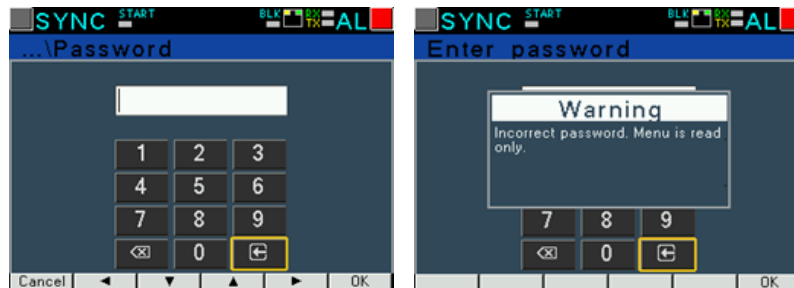 SYNC START BLK RX TX AL
...\Password
1 2 3
4 5 6
7 8 9
0
Cancel OK
SYNC START BLK RX TX AL
Enter password
Warning
Incorrect password. Menu is read
only.
7 8 9
0
OK